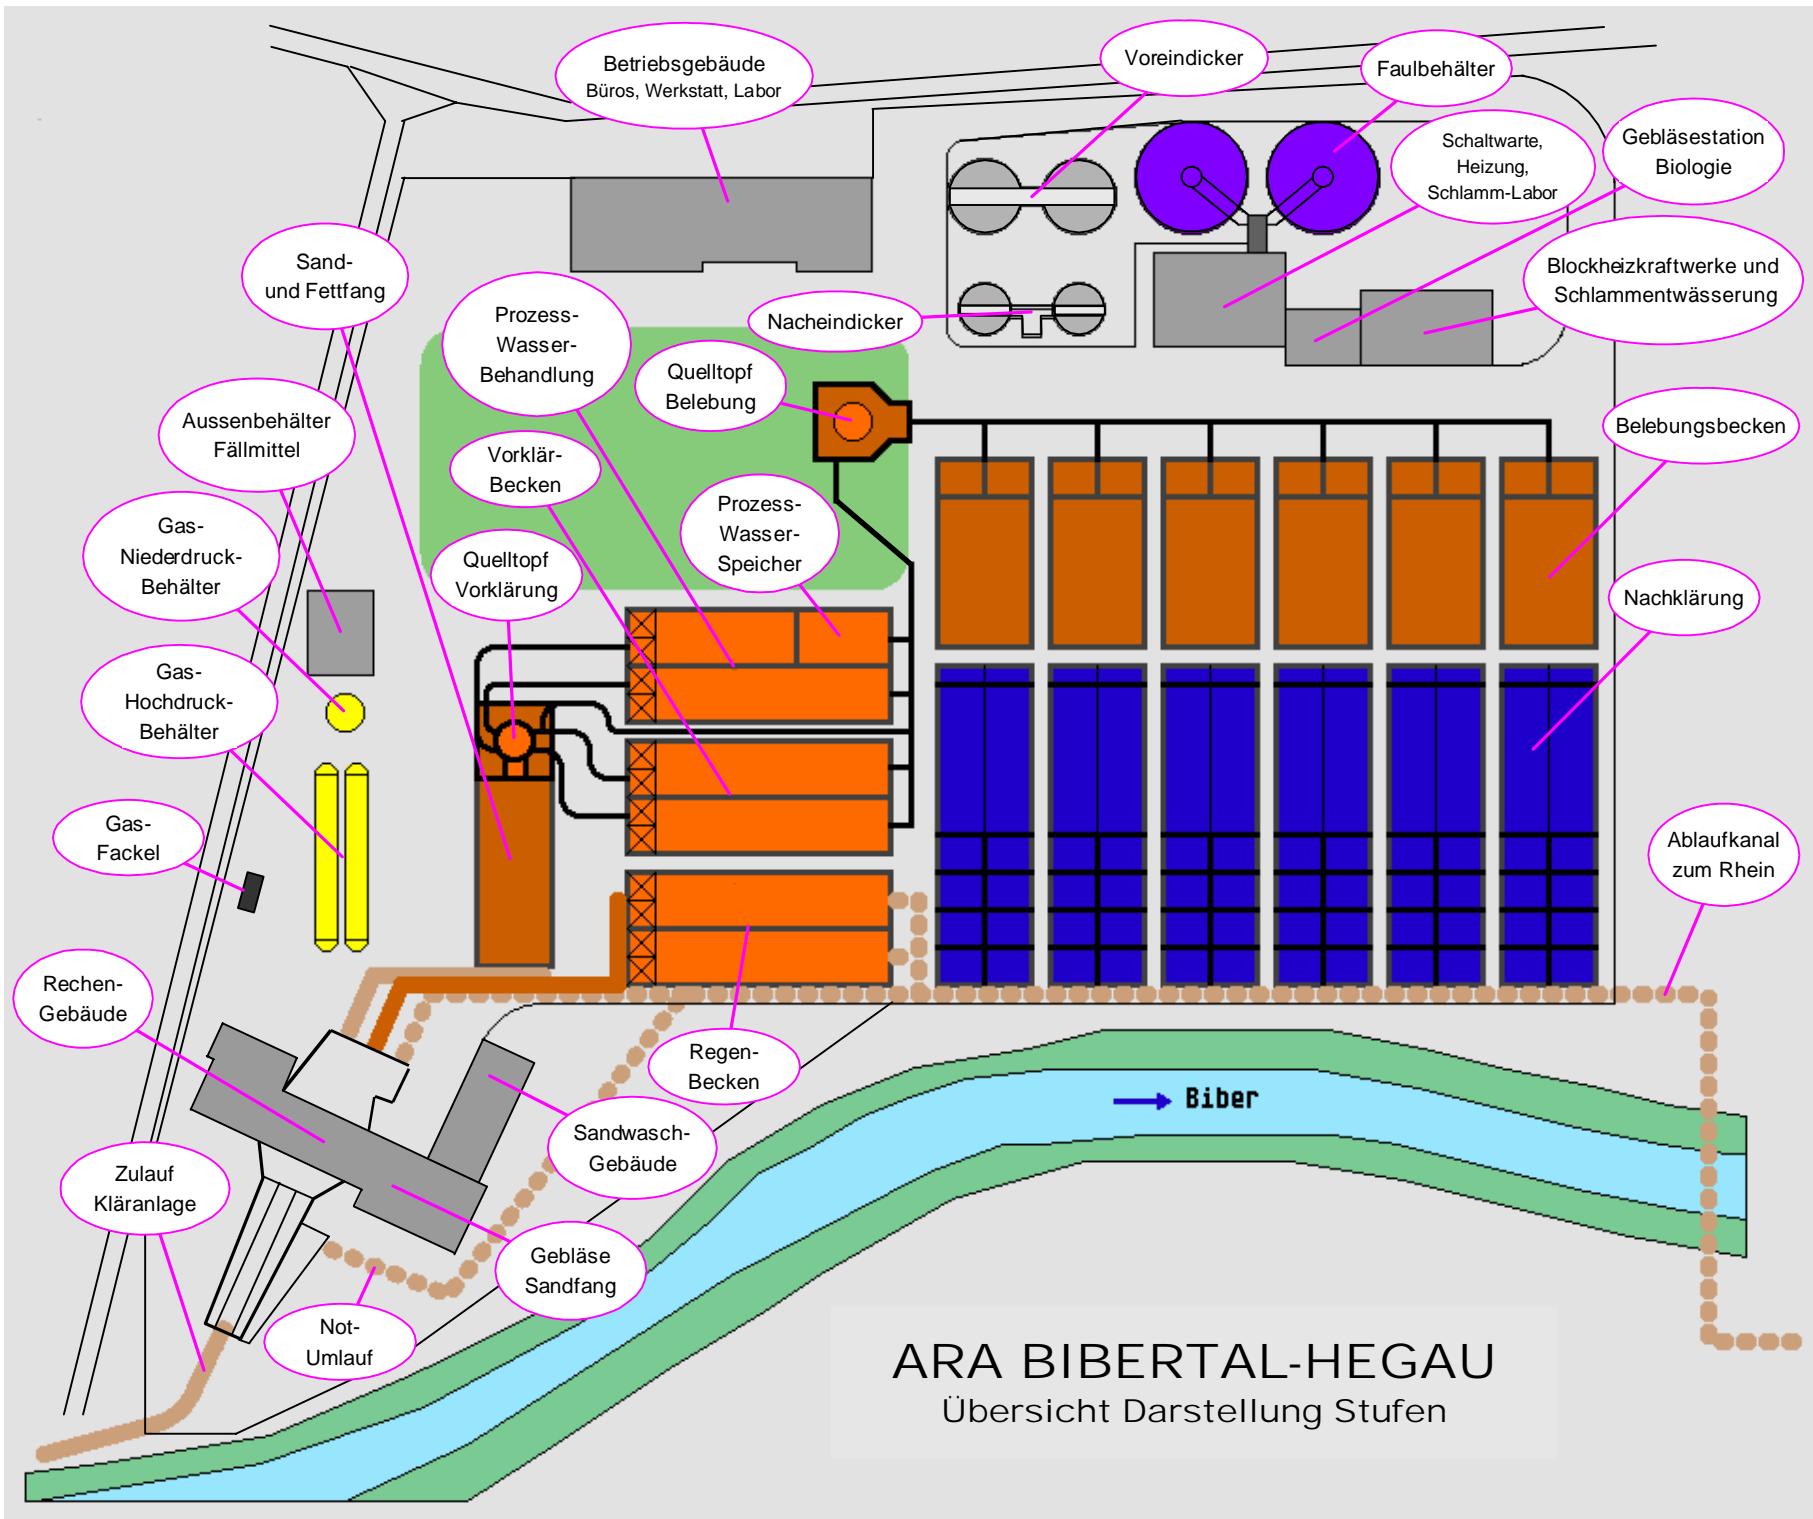 Betriebsgebäude
Büros, Werkstatt, Labor
Voreindicker
Faulbehälter
Schaltwarte,
Heizung,
Schlamm-Labor
Gebläsestation
Biologie
Sand-
und Fettfang
Blockheizkraftwerke und
Schlammentwässerung
Prozess-
Wasser-
Behandlung
Nacheindicker
Quelltopf
Belebung
Aussenbehälter
Fällmittel
Belebungsbecken
Vorklär-
Becken
Prozess-
Wasser-
Speicher
Gas-
Niederdruck-
Behälter
Quelltopf
Vorklärung
Nachklärung
Gas-
Hochdruck-
Behälter
Gas-
Fackel
Ablaufkanal
zum Rhein
Rechen-
Gebäude
Regen-
Becken
Biber
Sandwasch-
Gebäude
Zulauf
Kläranlage
Gebläse
Sandfang
Not-
Umlauf
ARA BIBERTAL-HEGAU
Übersicht Darstellung Stufen